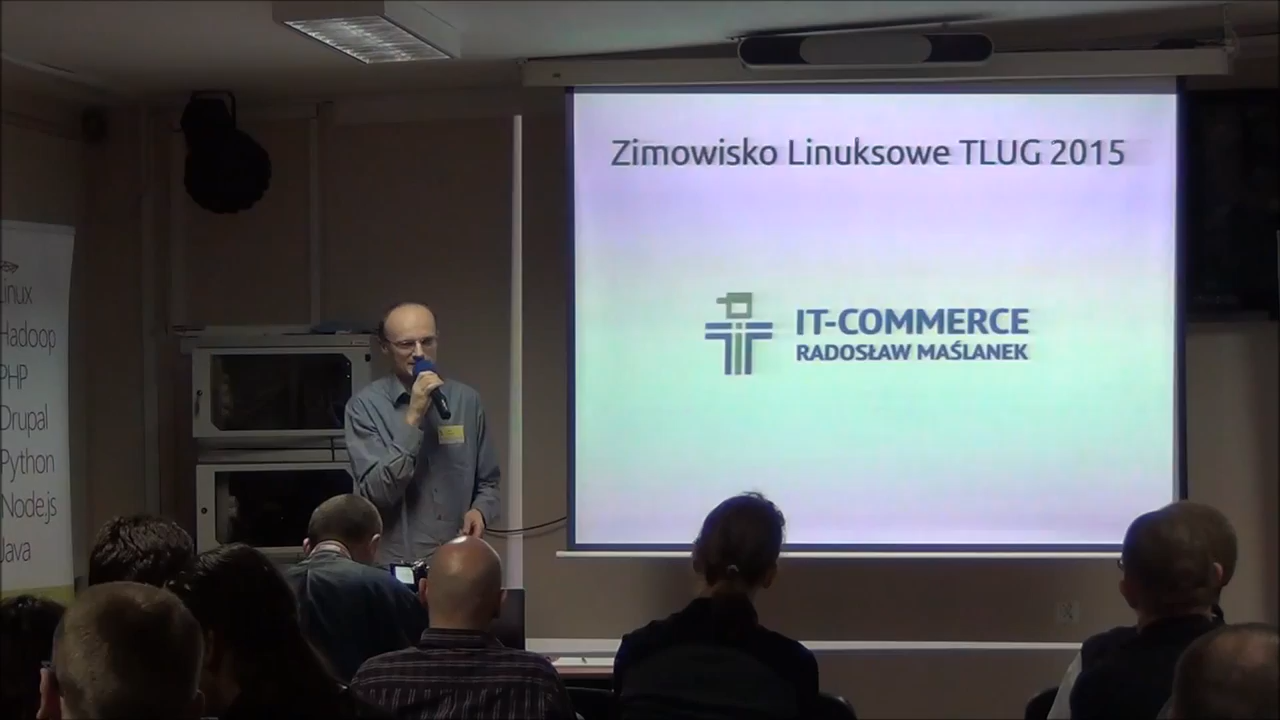 Zimowisko Linuksowe TLUG 2015
IT-COMMERCE
RADOSŁAW MAŚLANEK
Linux
Hadoop
PHP
Drupal
Python
Node.js
Java